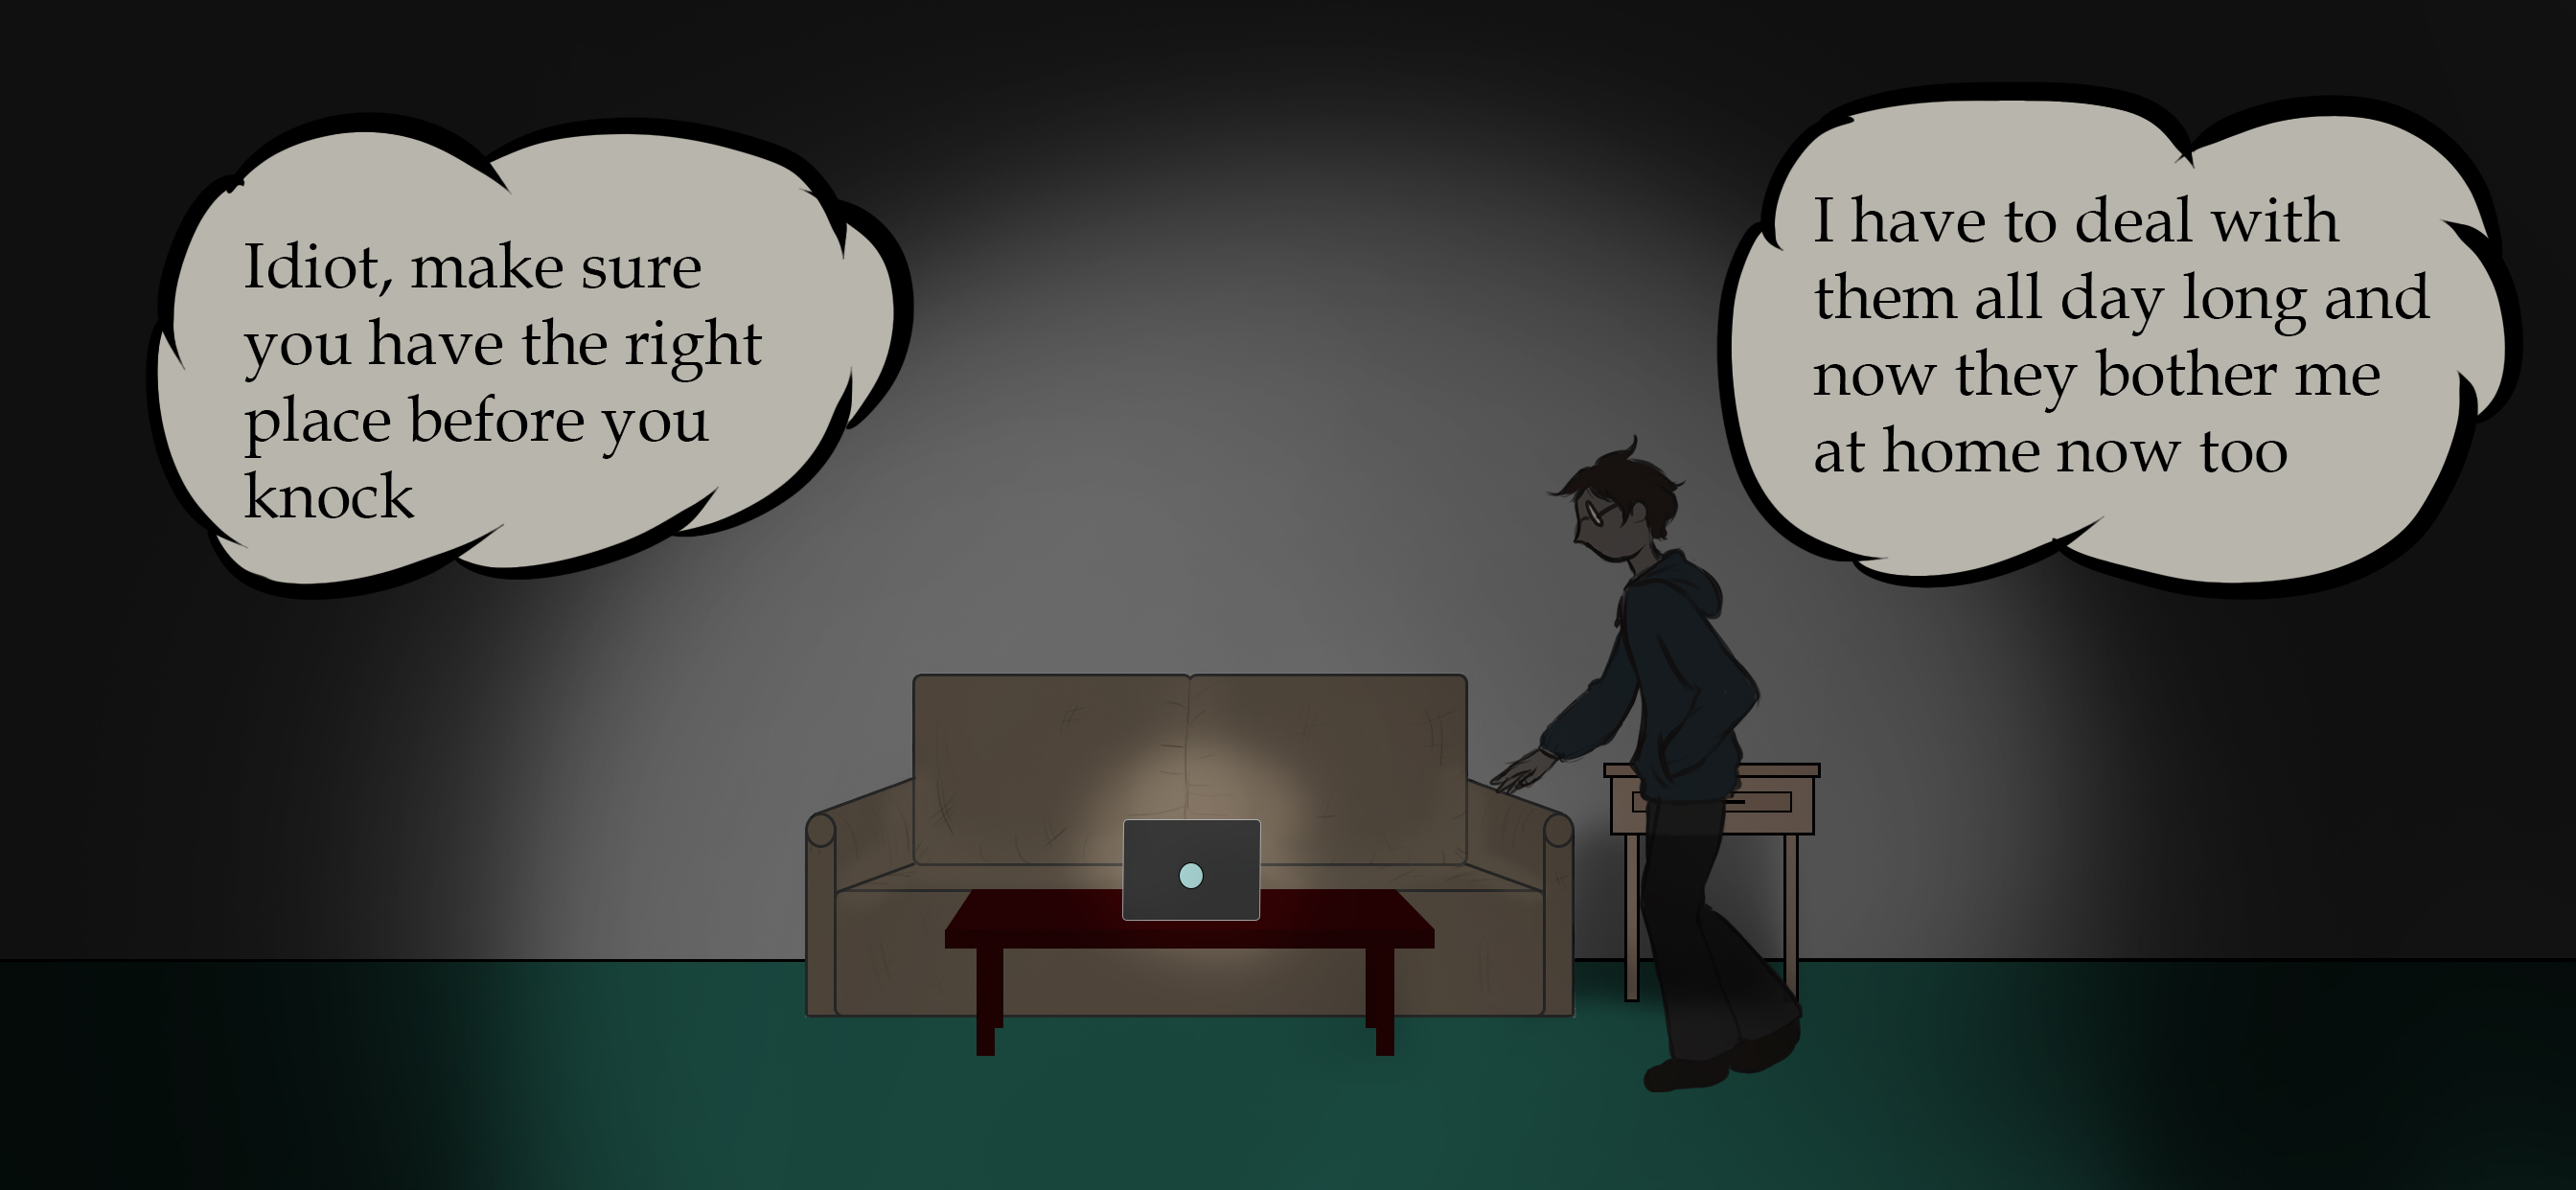 Idiot, make sure
you have the right
place before you
knock
I have to deal with
them all day long and
now they bother me
at home now too